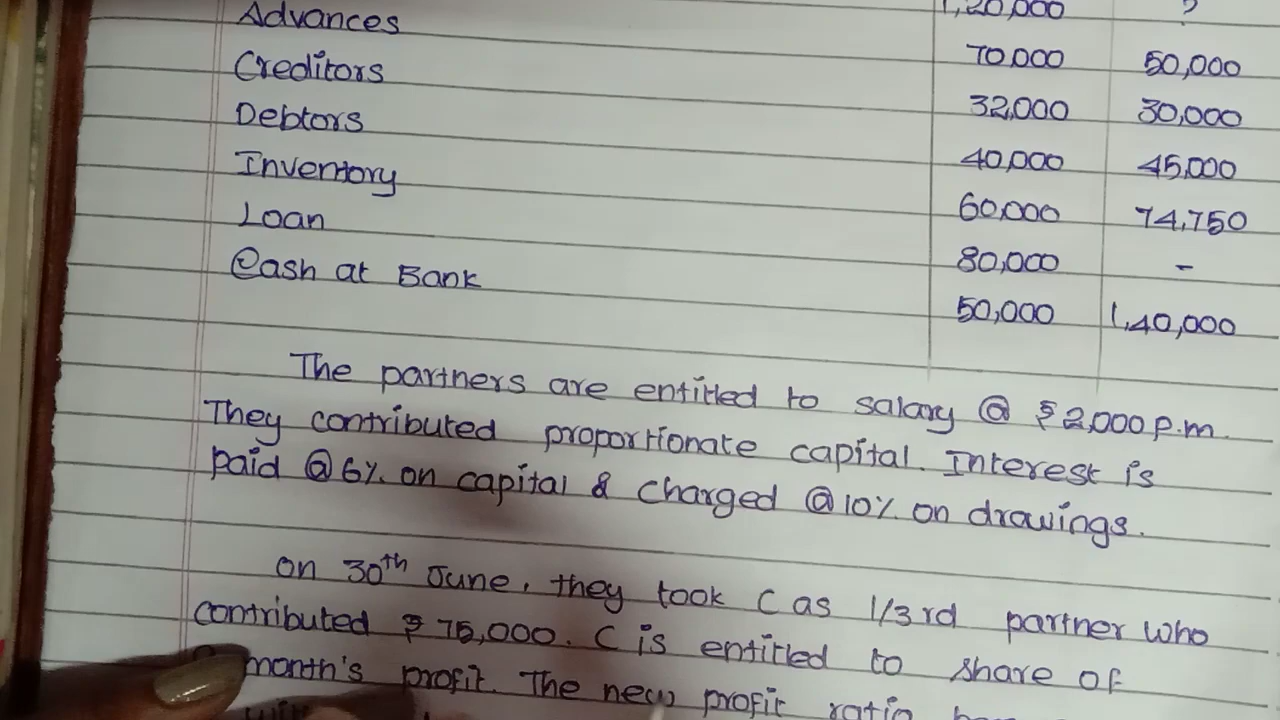 Advances 1,20,000 ?
Creditors 70,000 50,000
Debtors 32,000 30,000
Inventory 40,000 45,000
Loan 60,000 74,750
Cash at Bank 80,000 -
50,000 1,40,000
The partners are entitled to salary @ ₹2,000 p.m.
They contributed proportionate capital. Interest is
paid @ 6% on capital & charged @ 10% on drawings.
On 30th June, they took C as 1/3rd partner who
contributed ₹ 75,000. C is entitled to share of
month's profit. The new profit ratio